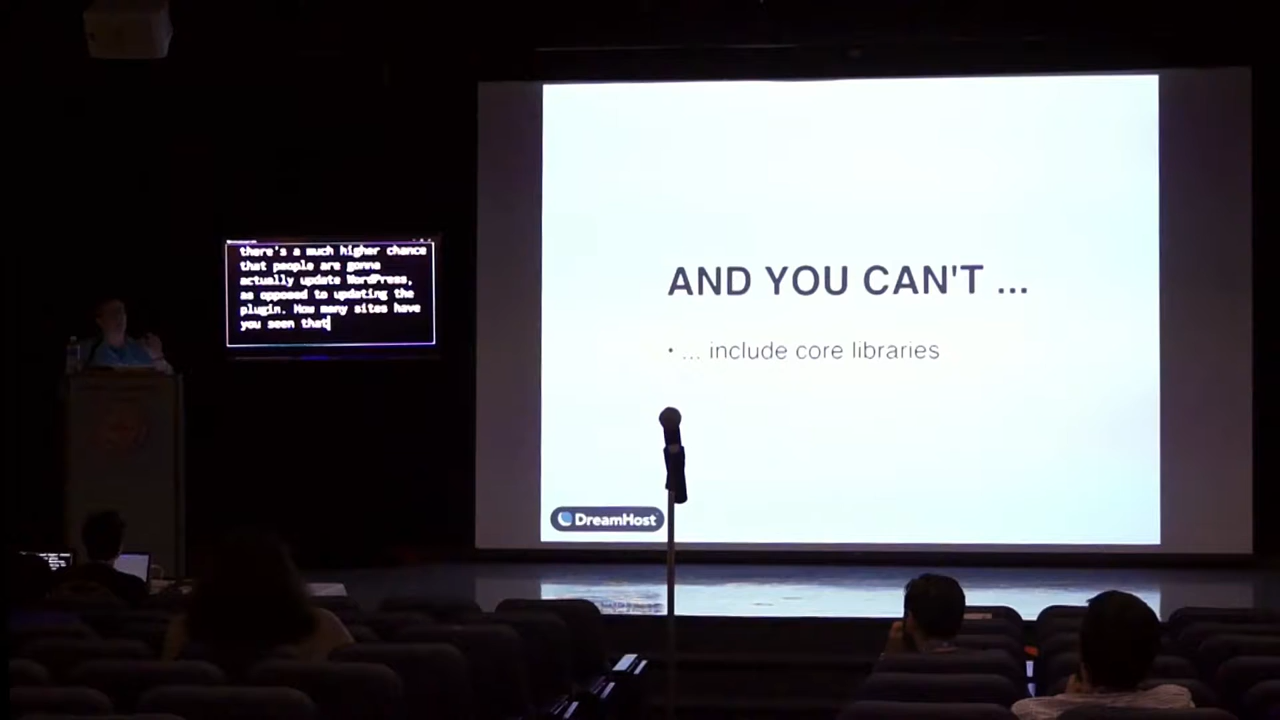 there's a much higher chance
that people are gonna
actually update WordPress,
as opposed to updating the
plugin. How many sites have
you seen that
AND YOU CAN'T ...
• ... include core libraries
DreamHost